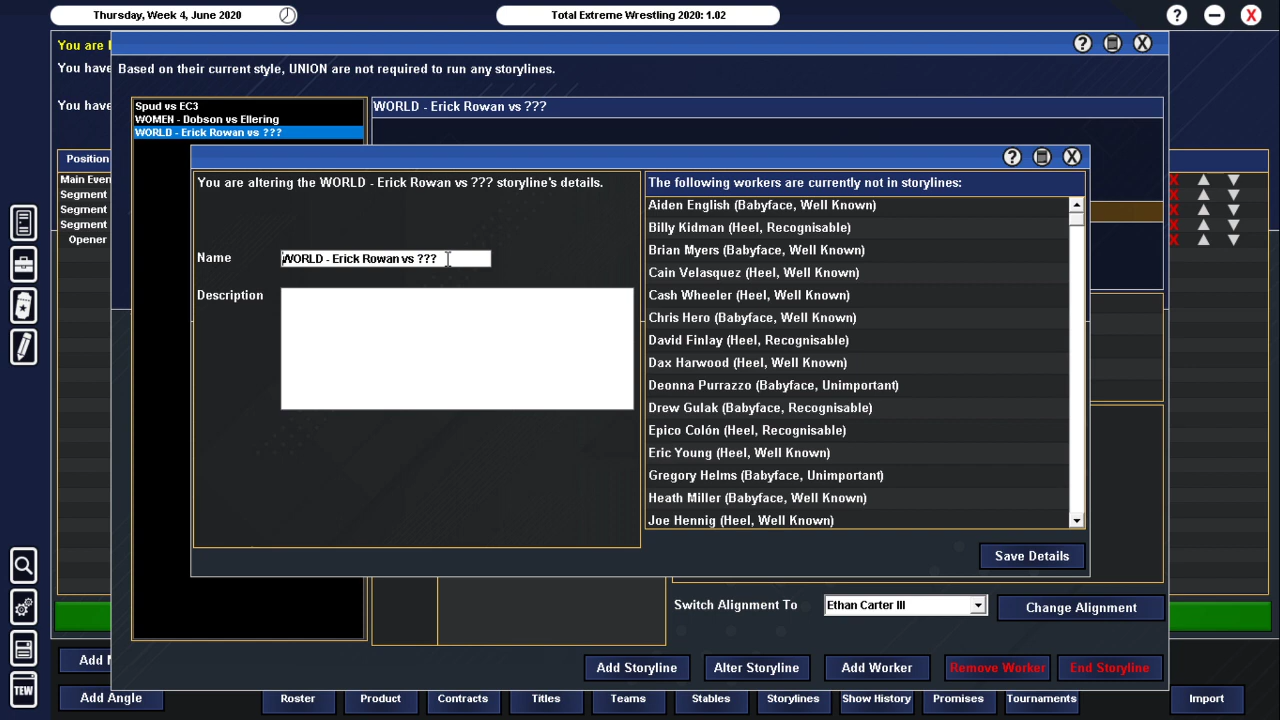 Thursday, Week 4, June 2020
Total Extreme Wrestling 2020: 1.02
? X
You are
Based on their current style, UNION are not required to run any storylines.
You have
You have
Spud vs EC3
WOMEN - Dobson vs Ellering
WORLD - Erick Rowan vs ???
WORLD - Erick Rowan vs ???
Position
Main Even
Segment
Segment
Segment
Opener
You are altering the WORLD - Erick Rowan vs ??? storyline's details.
Name
WORLD - Erick Rowan vs ???
Description
The following workers are currently not in storylines:
Aiden English (Babyface, Well Known)
Billy Kidman (Heel, Recognisable)
Brian Myers (Babyface, Well Known)
Cain Velasquez (Heel, Well Known)
Cash Wheeler (Heel, Well Known)
Chris Hero (Babyface, Well Known)
David Finlay (Heel, Recognisable)
Dax Harwood (Heel, Well Known)
Deonna Purrazzo (Babyface, Unimportant)
Drew Gulak (Babyface, Recognisable)
Epico Colón (Heel, Recognisable)
Eric Young (Heel, Well Known)
Gregory Helms (Babyface, Unimportant)
Heath Miller (Babyface, Well Known)
Joe Hennig (Heel, Well Known)
Save Details
Switch Alignment To
Ethan Carter III
Change Alignment
Add Storyline
Alter Storyline
Add Worker
Remove Worker
End Storyline
Add
Add Angle
Roster
Product
Contracts
Titles
Teams
Stables
Storylines
Show History
Promises
Tournaments
Import
TEW